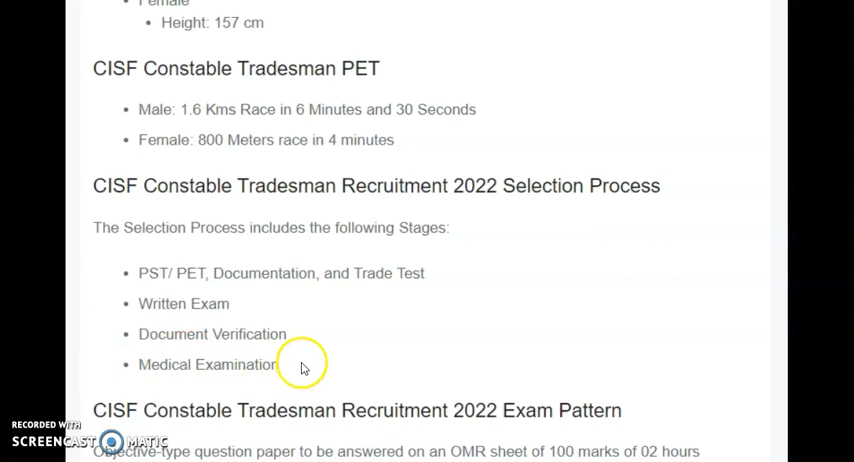 Female
Height: 157 cm
CISF Constable Tradesman PET
Male: 1.6 Kms Race in 6 Minutes and 30 Seconds
Female: 800 Meters race in 4 minutes
CISF Constable Tradesman Recruitment 2022 Selection Process
The Selection Process includes the following Stages:
PST/ PET, Documentation, and Trade Test
Written Exam
Document Verification
Medical Examination
CISF Constable Tradesman Recruitment 2022 Exam Pattern
RECORDED WITH
SCREENCAST MATIC
Objective-type question paper to be answered on an OMR sheet of 100 marks of 02 hours